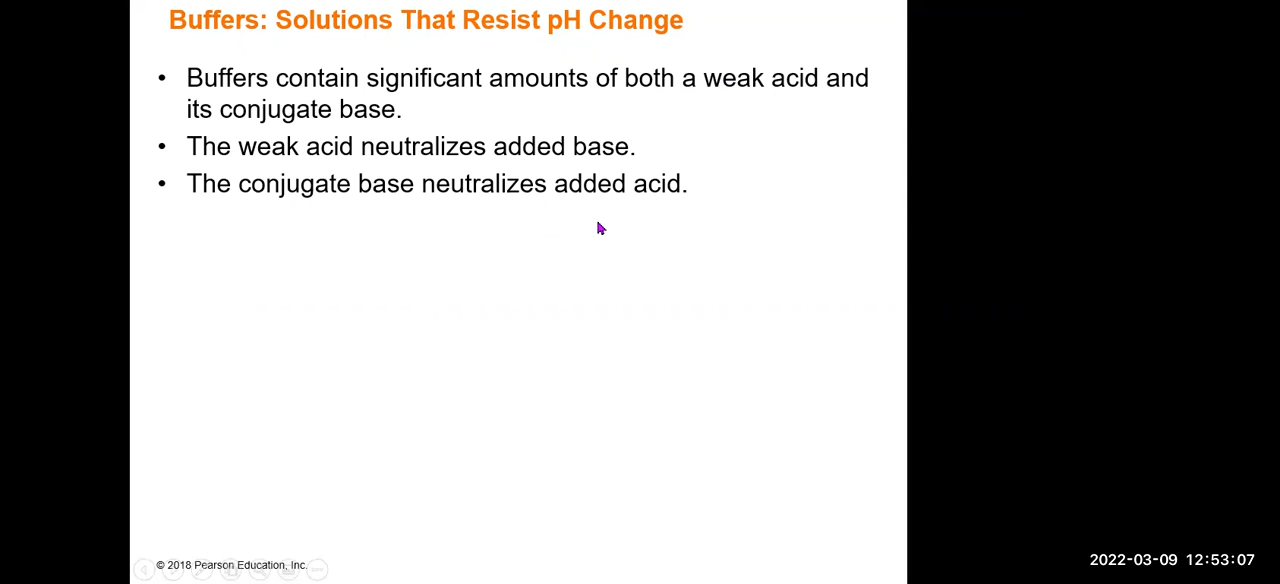 Buffers: Solutions That Resist pH Change
• Buffers contain significant amounts of both a weak acid and
its conjugate base.
• The weak acid neutralizes added base.
• The conjugate base neutralizes added acid.
© 2018 Pearson Education, Inc.
2022-03-09 12:53:07